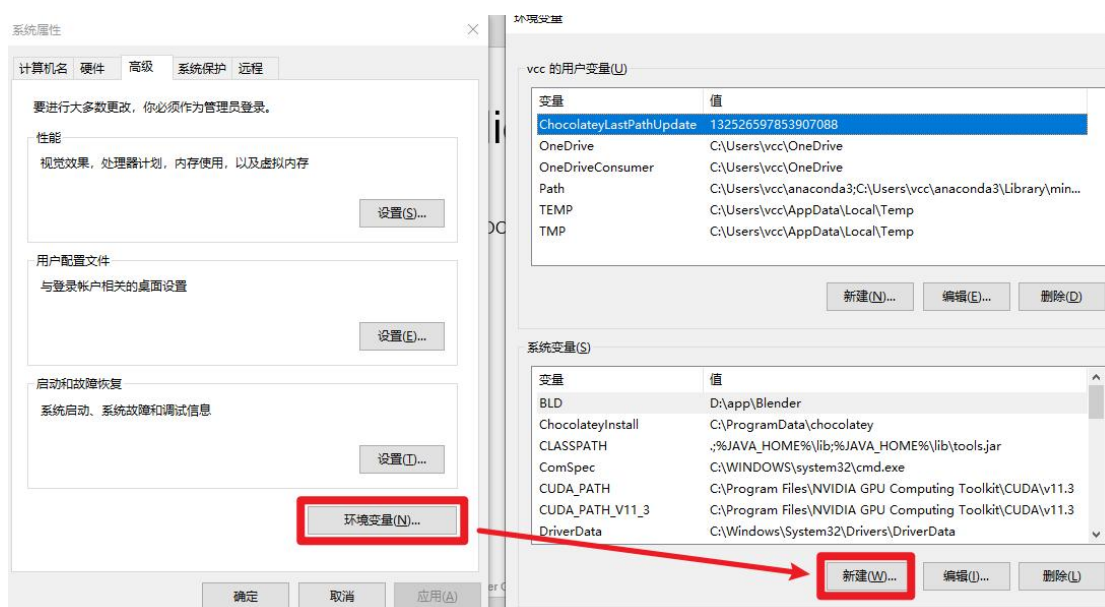 系统属性
计算机名 硬件 高级 系统保护 远程
要进行大多数更改，你必须作为管理员登录。
性能
视觉效果，处理器计划，内存使用，以及虚拟内存
设置(S)...
用户配置文件
与登录帐户相关的桌面设置
设置(E)...
启动和故障恢复
系统启动、系统故障和调试信息
设置(T)...
环境变量(N)...
确定 取消 应用(A)
环境变量
vcc 的用户变量(U)
变量 值
ChocolateyLastPathUpdate 132526597853907088
OneDrive C:\Users\vcc\OneDrive
OneDriveConsumer C:\Users\vcc\OneDrive
Path C:\Users\vcc\anaconda3;C:\Users\vcc\anaconda3\Library\min...
TEMP C:\Users\vcc\AppData\Local\Temp
TMP C:\Users\vcc\AppData\Local\Temp
新建(N)... 编辑(E)... 删除(D)
系统变量(S)
变量 值
BLD D:\app\Blender
ChocolateyInstall C:\ProgramData\chocolatey
CLASSPATH .;%JAVA_HOME%\lib;%JAVA_HOME%\lib\tools.jar
ComSpec C:\WINDOWS\system32\cmd.exe
CUDA_PATH C:\Program Files\NVIDIA GPU Computing Toolkit\CUDA\v11.3
CUDA_PATH_V11_3 C:\Program Files\NVIDIA GPU Computing Toolkit\CUDA\v11.3
DriverData C:\Windows\System32\Drivers\DriverData
新建(W)... 编辑(I)... 删除(L)